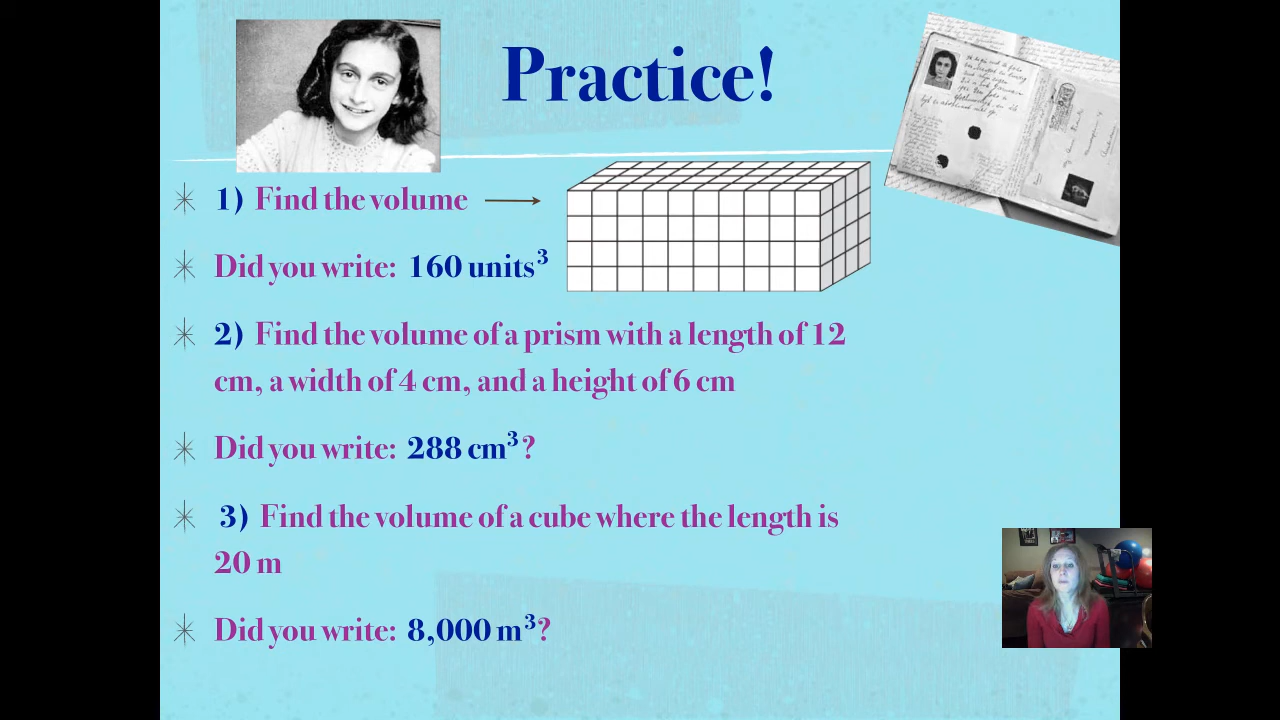 Practice!
1) Find the volume
Did you write: 160 units³
2) Find the volume of a prism with a length of 12
cm, a width of 4 cm, and a height of 6 cm
Did you write: 288 cm³?
3) Find the volume of a cube where the length is
20 m
Did you write: 8,000 m³?